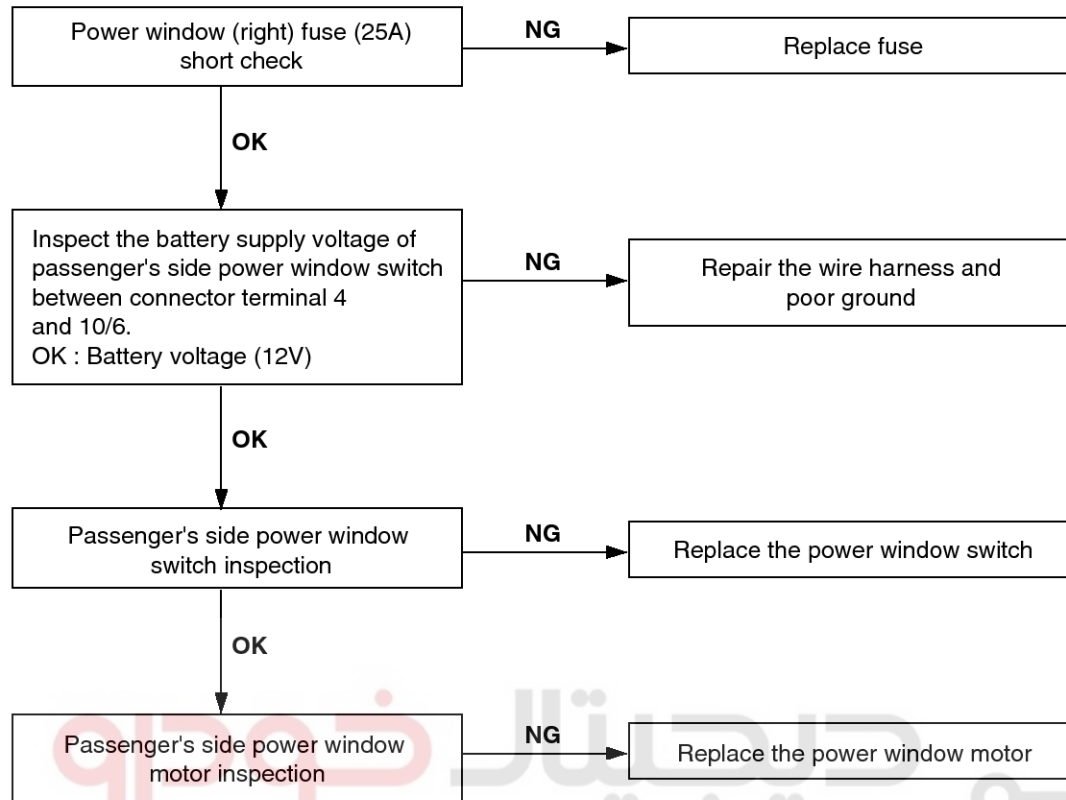 Power window (right) fuse (25A)
short check
NG
Replace fuse
OK
Inspect the battery supply voltage of
passenger's side power window switch
between connector terminal 4
and 10/6.
OK : Battery voltage (12V)
NG
Repair the wire harness and
poor ground
OK
Passenger's side power window
switch inspection
NG
Replace the power window switch
OK
Passenger's side power window
motor inspection
NG
Replace the power window motor
دیجیتال خودرو